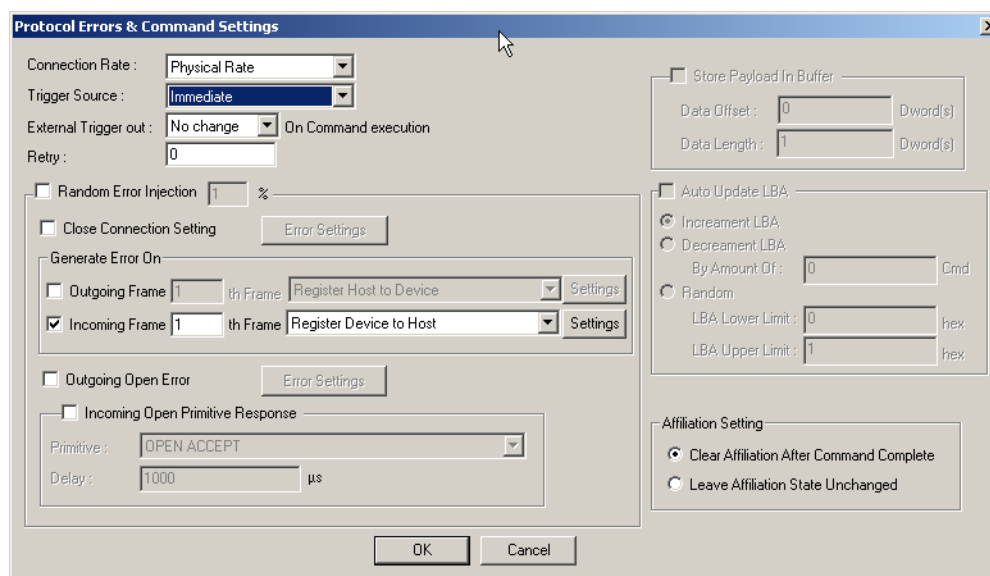 Protocol Errors & Command Settings
Connection Rate : Physical Rate
Trigger Source : Immediate
External Trigger out : No change On Command execution
Retry : 0
Random Error Injection 1 %
Close Connection Setting Error Settings
Generate Error On
Outgoing Frame 1 th Frame Register Host to Device Settings
Incoming Frame 1 th Frame Register Device to Host Settings
Outgoing Open Error Error Settings
Incoming Open Primitive Response
Primitive : OPEN ACCEPT
Delay : 1000 µs
Store Payload In Buffer
Data Offset : 0 Dword(s)
Data Length : 1 Dword(s)
Auto Update LBA
Increament LBA
Decreament LBA
By Amount Of : 0 Cmd
Random
LBA Lower Limit : 0 hex
LBA Upper Limit : 1 hex
Affiliation Setting
Clear Affiliation After Command Complete
Leave Affiliation State Unchanged
OK Cancel